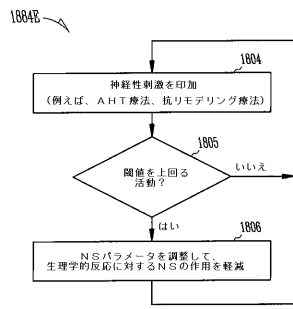 1884E
1804
神経性刺激を印加
(例えば、AHT療法、抗リモデリング療法)
1805
閾値を上回る
活動?
いいえ
はい
1806
NSパラメータを調整して、
生理学的反応に対するNSの作用を軽減